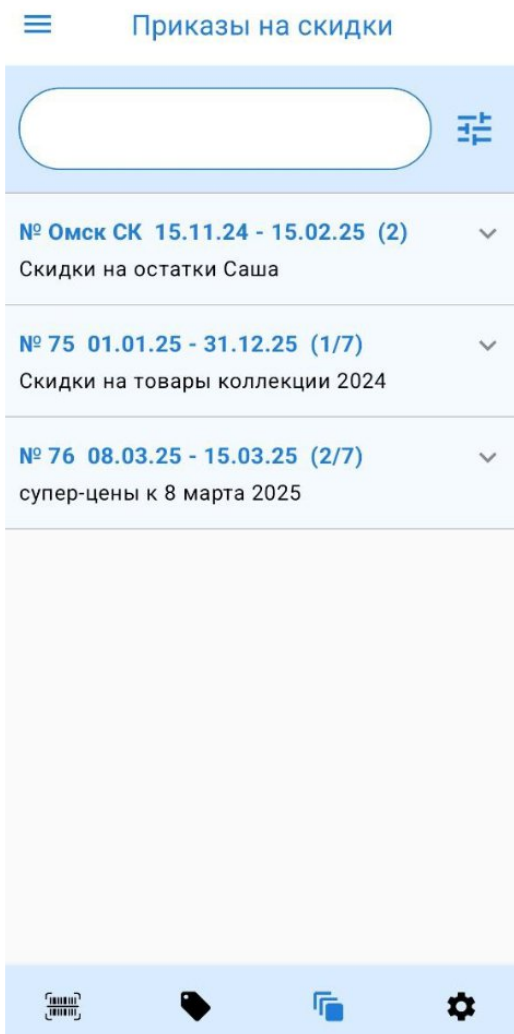 Приказы на скидки
№ Омск СК 15.11.24 - 15.02.25 (2)
Скидки на остатки Саша
№ 75 01.01.25 - 31.12.25 (1/7)
Скидки на товары коллекции 2024
№ 76 08.03.25 - 15.03.25 (2/7)
супер-цены к 8 марта 2025